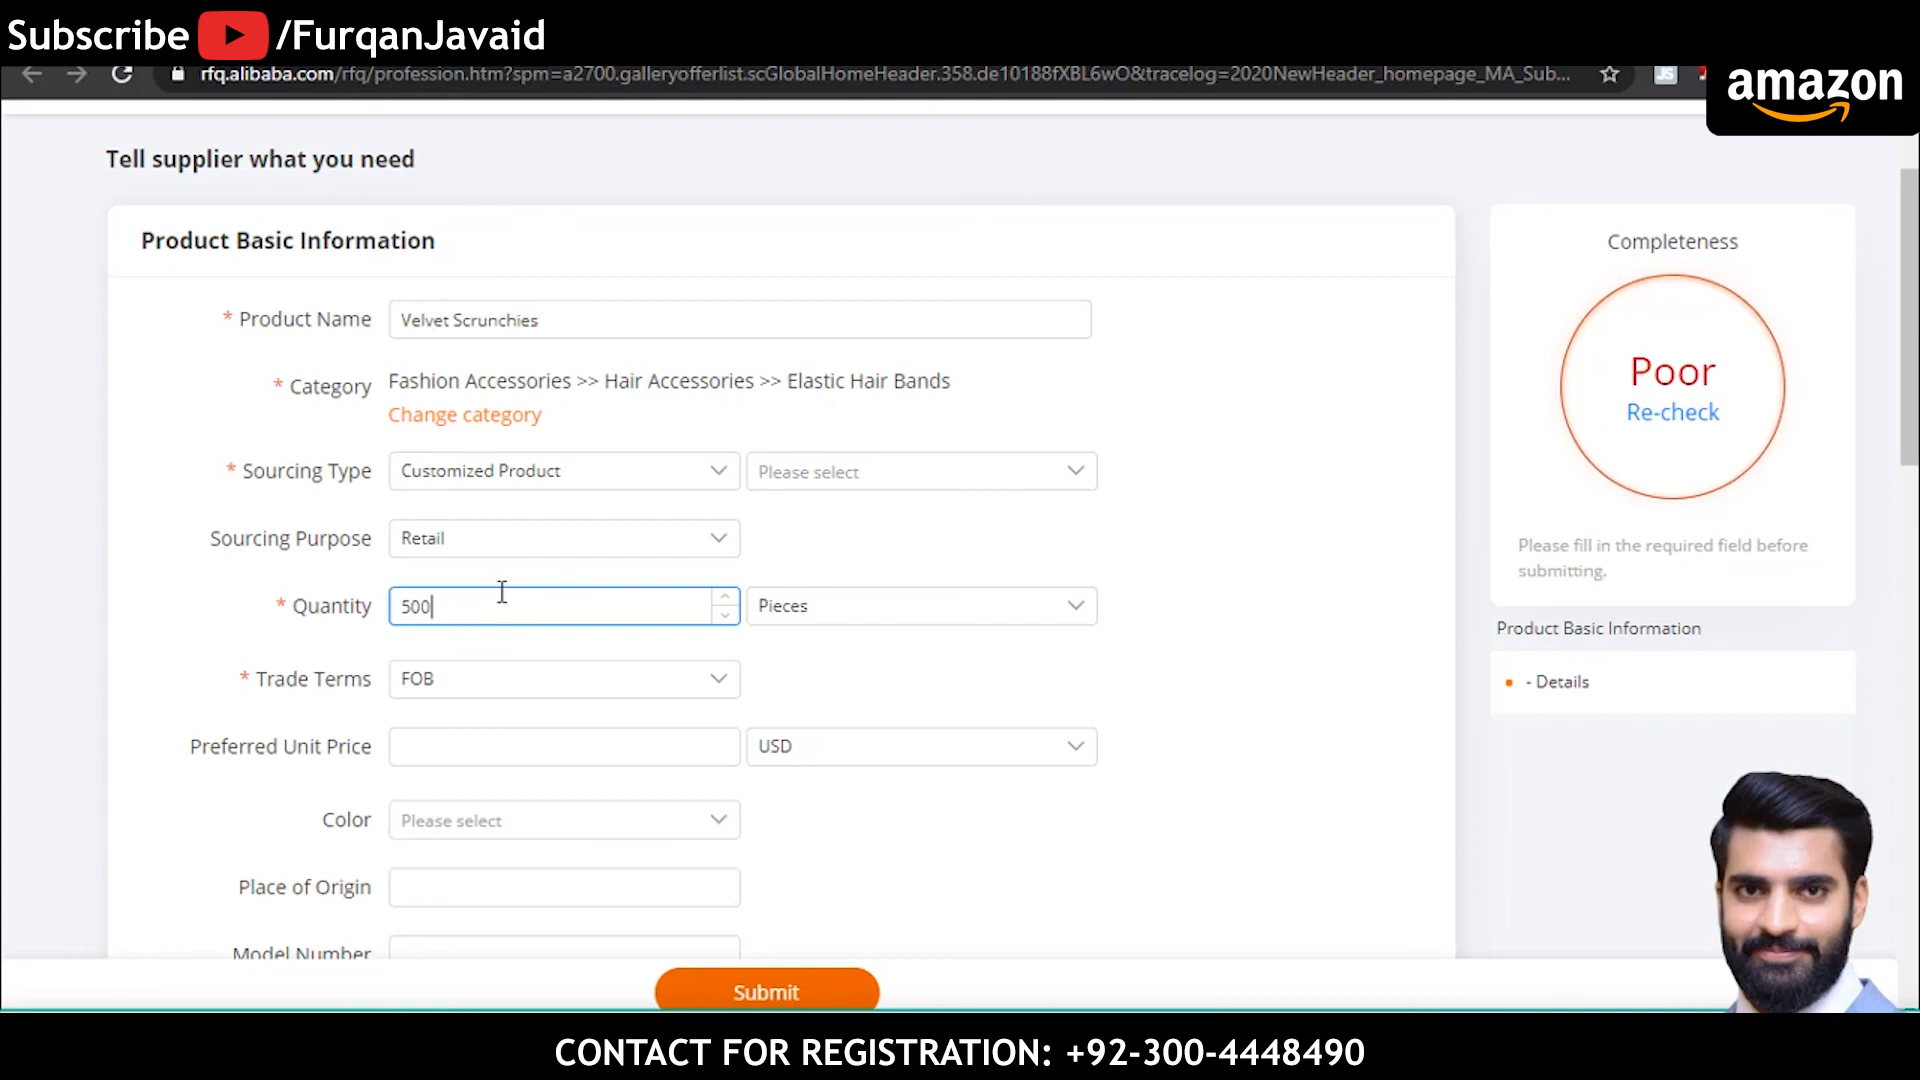 Subscribe /FurqanJavaid
rfq.alibaba.com/rfq/profession.htm?spm=a2700.galleryofferlist.scGlobalHomeHeader.358.de10188fXBL6wO&tracelog=2020NewHeader_homepage_MA_Sub...
JS
amazon
Tell supplier what you need
Product Basic Information
* Product Name Velvet Scrunchies
* Category Fashion Accessories >> Hair Accessories >> Elastic Hair Bands
Change category
* Sourcing Type Customized Product Please select
Sourcing Purpose Retail
* Quantity 500 Pieces
* Trade Terms FOB
Preferred Unit Price USD
Color Please select
Place of Origin
Model Number
Submit
Completeness
Poor
Re-check
Please fill in the required field before
submitting.
Product Basic Information
- Details
CONTACT FOR REGISTRATION: +92-300-4448490